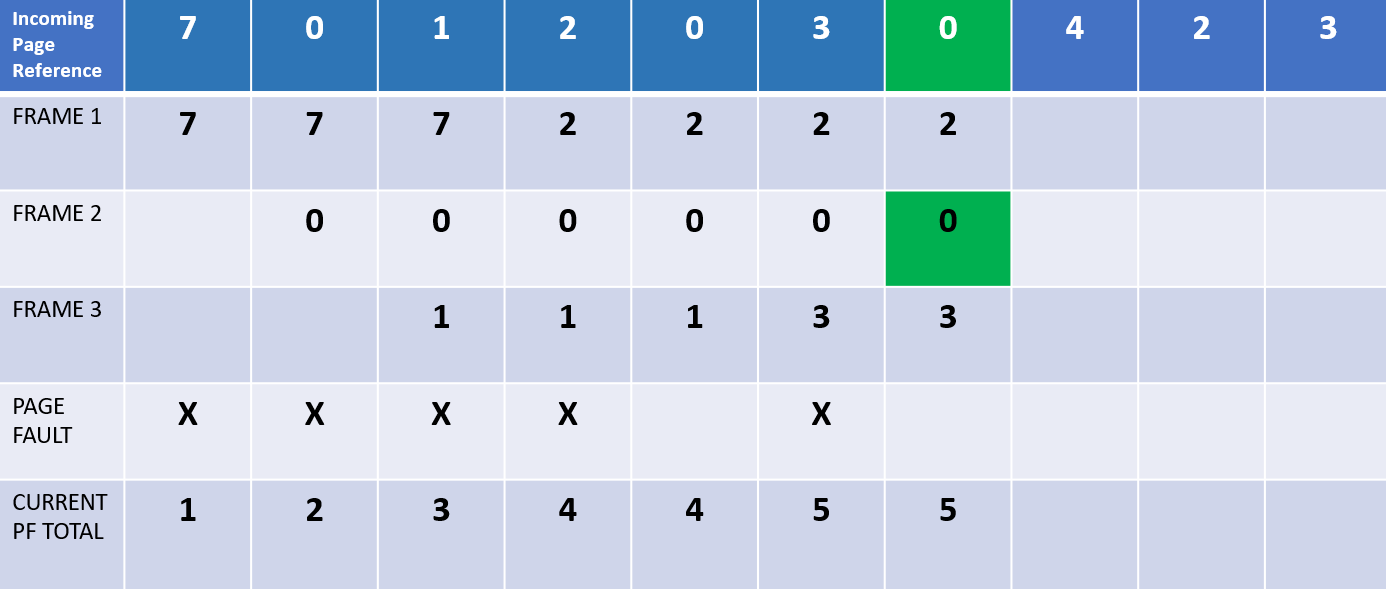 Incoming Page Reference 7 0 1 2 0 3 0 4 2 3
FRAME 1 7 7 7 2 2 2 2
FRAME 2 0 0 0 0 0 0
FRAME 3 1 1 1 3 3
PAGE FAULT X X X X X
CURRENT PF TOTAL 1 2 3 4 4 5 5